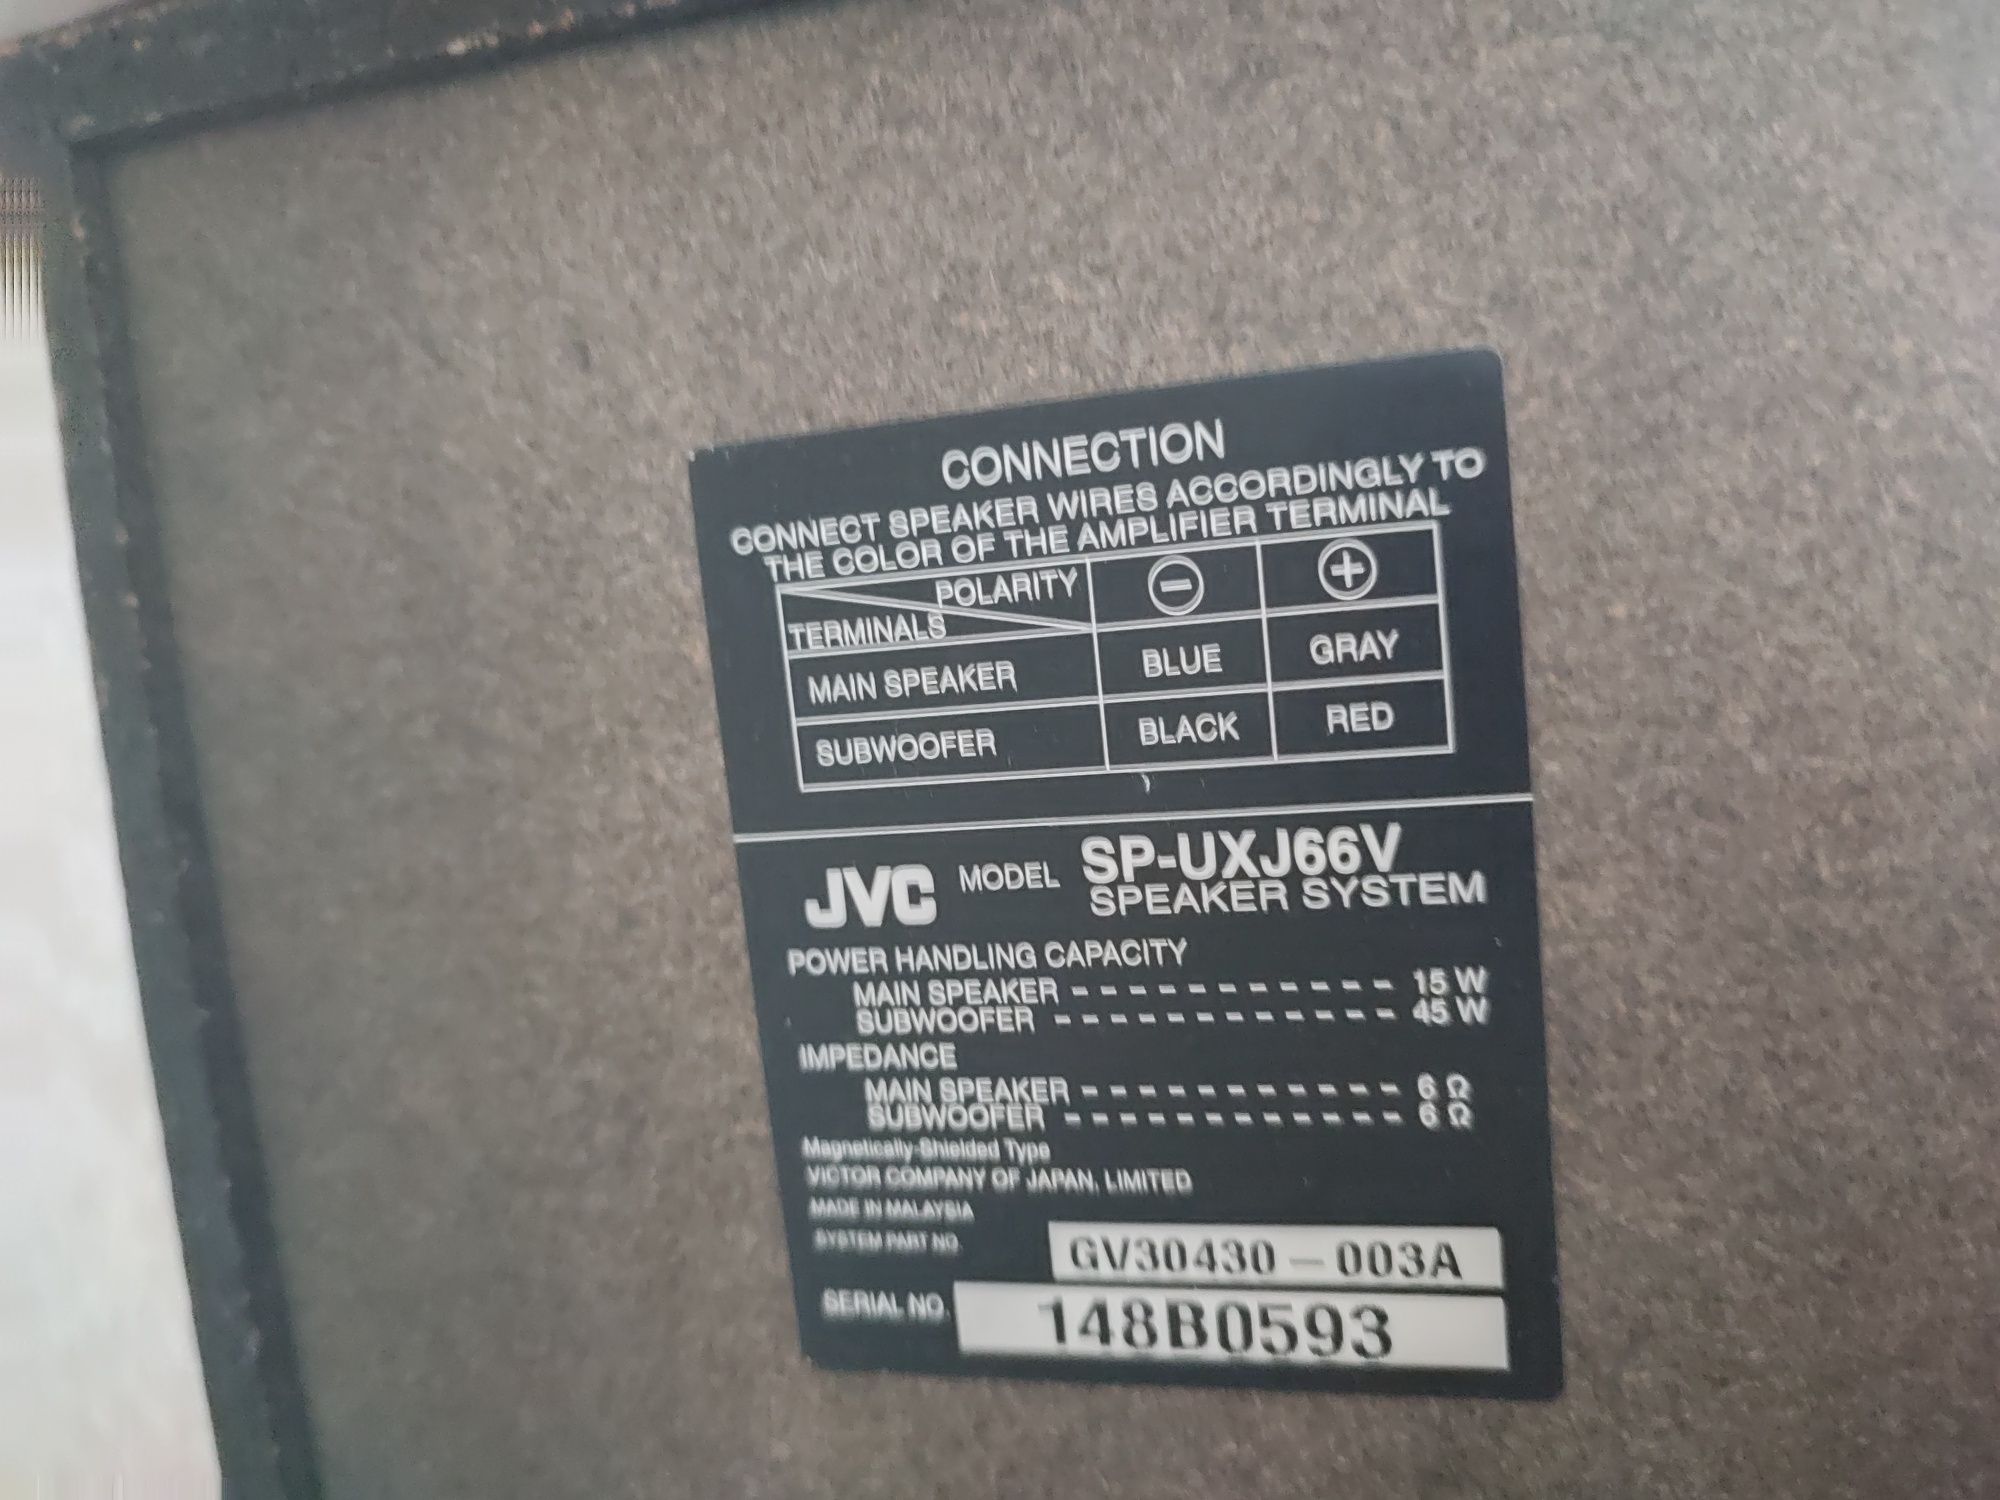 CONNECTION
CONNECT SPEAKER WIRES ACCORDINGLY TO
THE COLOR OF THE AMPLIFIER TERMINAL
POLARITY ⊖ ⊕
TERMINALS
MAIN SPEAKER BLUE GRAY
SUBWOOFER BLACK RED
JVC MODEL SP-UXJ66V
SPEAKER SYSTEM
POWER HANDLING CAPACITY
MAIN SPEAKER - - - - - - - - - - - 15 W
SUBWOOFER - - - - - - - - - - - - 45 W
IMPEDANCE
MAIN SPEAKER - - - - - - - - - - - 6 Ω
SUBWOOFER - - - - - - - - - - - - 6 Ω
Magnetically-Shielded Type
VICTOR COMPANY OF JAPAN, LIMITED
MADE IN MALAYSIA
SYSTEM PART NO. GV30430-003A
SERIAL NO. 148B0593